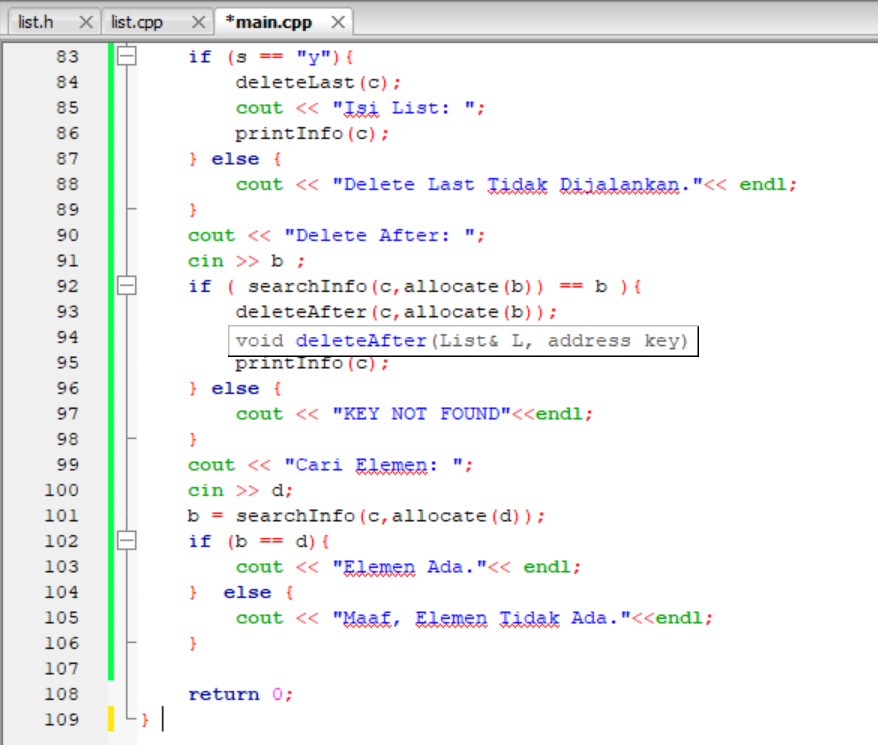 list.h × list.cpp × *main.cpp ×
83 if (s == "y"){
84 deleteLast(c);
85 cout << "Isi List: ";
86 printInfo(c);
87 } else {
88 cout << "Delete Last Tidak Dijalankan."<< endl;
89 }
90 cout << "Delete After: ";
91 cin >> b ;
92 if ( searchInfo(c,allocate(b)) == b ){
93 deleteAfter(c,allocate(b));
94 void deleteAfter(List& L, address key)
95 printInfo(c);
96 } else {
97 cout << "KEY NOT FOUND"<<endl;
98 }
99 cout << "Cari Elemen: ";
100 cin >> d;
101 b = searchInfo(c,allocate(d));
102 if (b == d){
103 cout << "Elemen Ada."<< endl;
104 } else {
105 cout << "Maaf, Elemen Tidak Ada."<<endl;
106 }
107
108 return 0;
109 }